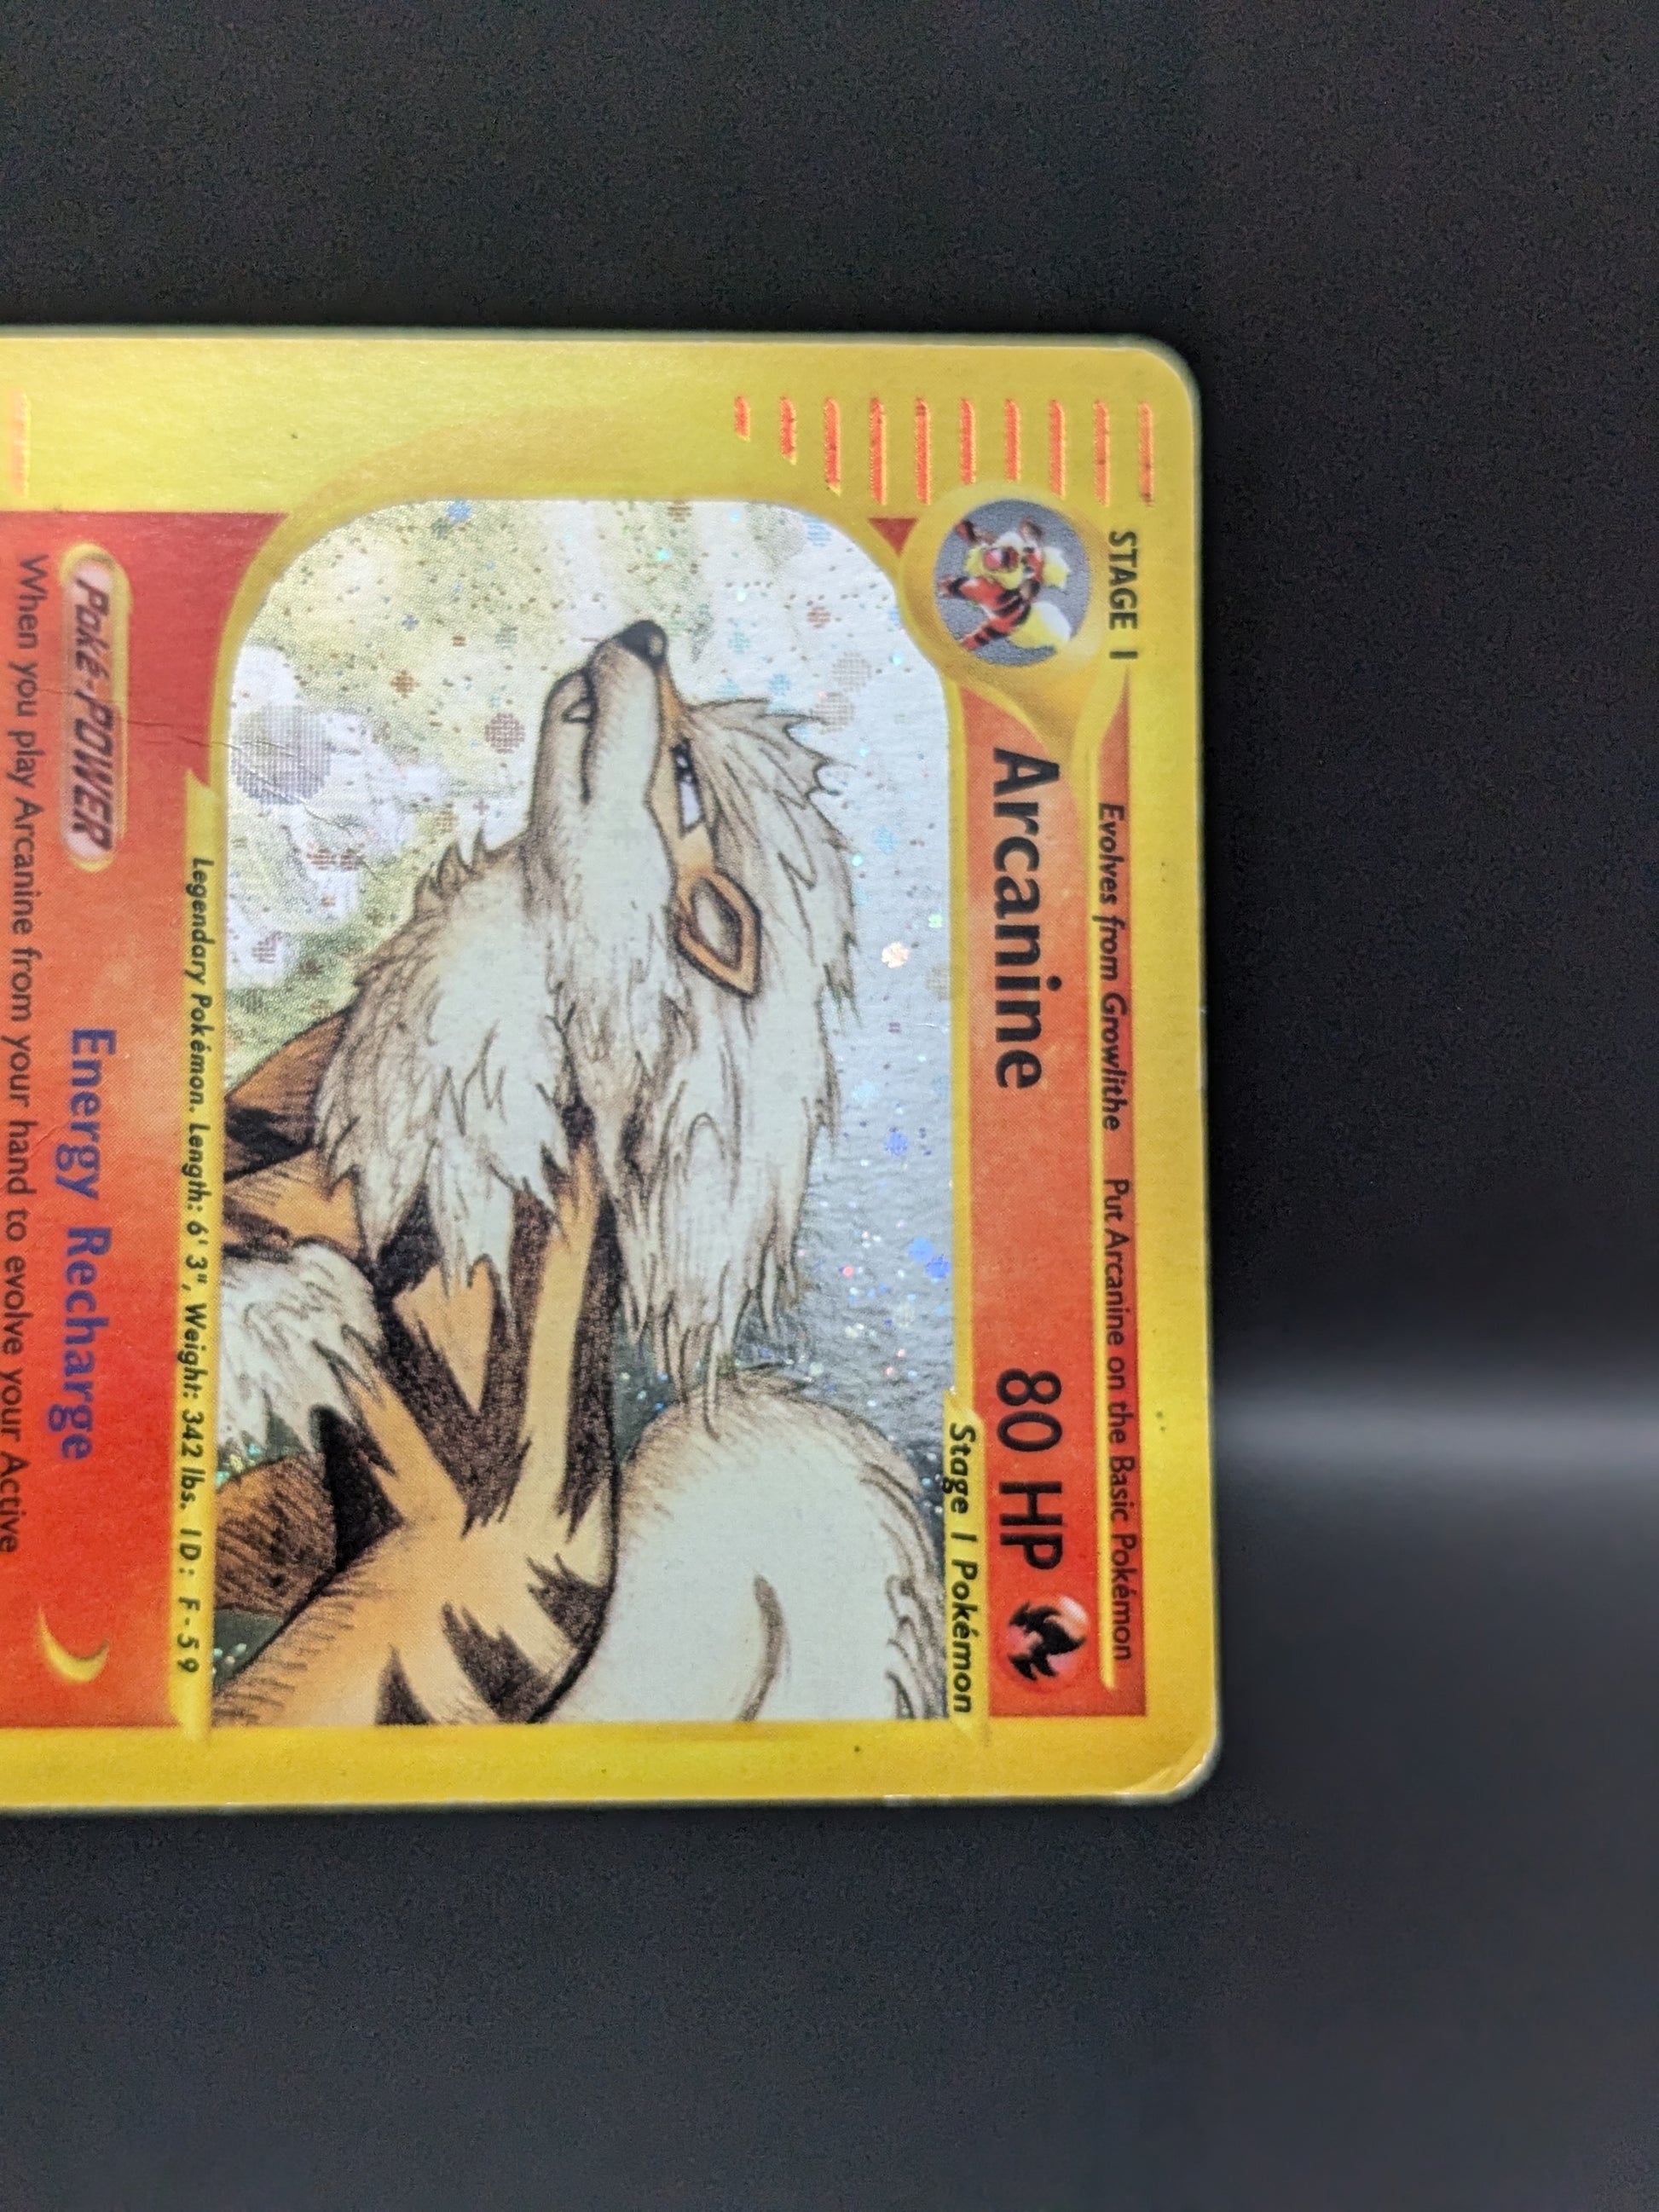 STAGE 1
Evolves from Growlithe Put Arcanine on the Basic Pokémon
Arcanine 80 HP
Stage 1 Pokémon
Legendary Pokémon. Length: 6' 3", Weight: 342 lbs. ID: F-59
Poké-POWER Energy Recharge
When you play Arcanine from your hand to evolve your Active